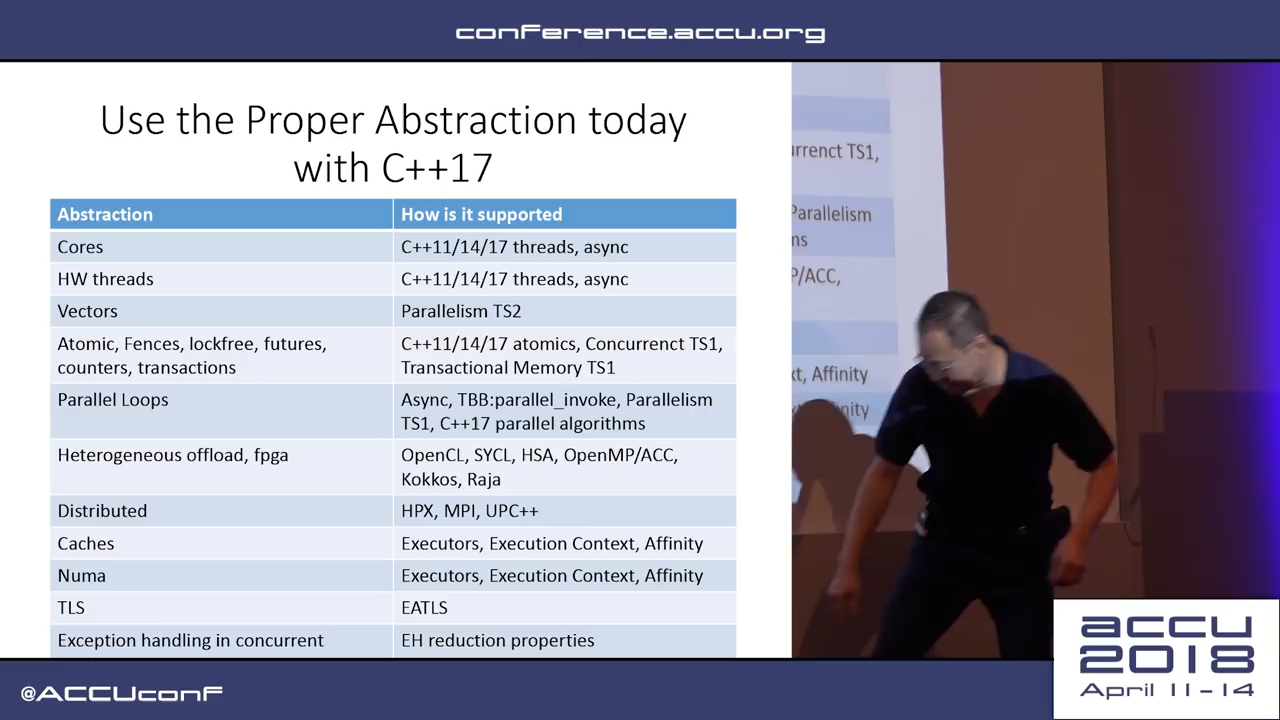 conference.accu.org
Use the Proper Abstraction today
with C++17
Abstraction How is it supported
Cores C++11/14/17 threads, async
HW threads C++11/14/17 threads, async
Vectors Parallelism TS2
Atomic, Fences, lockfree, futures, C++11/14/17 atomics, Concurrenct TS1,
counters, transactions Transactional Memory TS1
Parallel Loops Async, TBB:parallel_invoke, Parallelism
TS1, C++17 parallel algorithms
Heterogeneous offload, fpga OpenCL, SYCL, HSA, OpenMP/ACC,
Kokkos, Raja
Distributed HPX, MPI, UPC++
Caches Executors, Execution Context, Affinity
Numa Executors, Execution Context, Affinity
TLS EATLS
Exception handling in concurrent EH reduction properties
urrenct TS1,
Parallelism
ms
P/ACC,
xt, Affinity
@ACCUconf
accu
2018
April 11-14